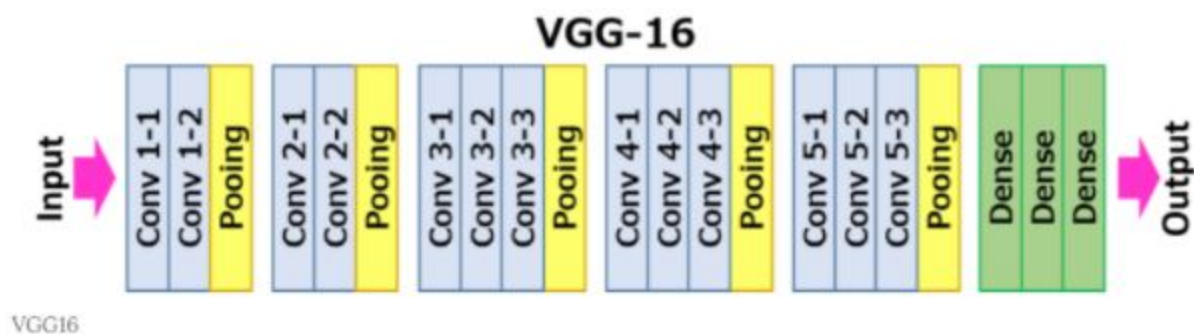 VGG-16
Input
Conv 1-1
Conv 1-2
Pooing
Conv 2-1
Conv 2-2
Pooing
Conv 3-1
Conv 3-2
Conv 3-3
Pooing
Conv 4-1
Conv 4-2
Conv 4-3
Pooing
Conv 5-1
Conv 5-2
Conv 5-3
Pooing
Dense
Dense
Dense
Output
VGG16